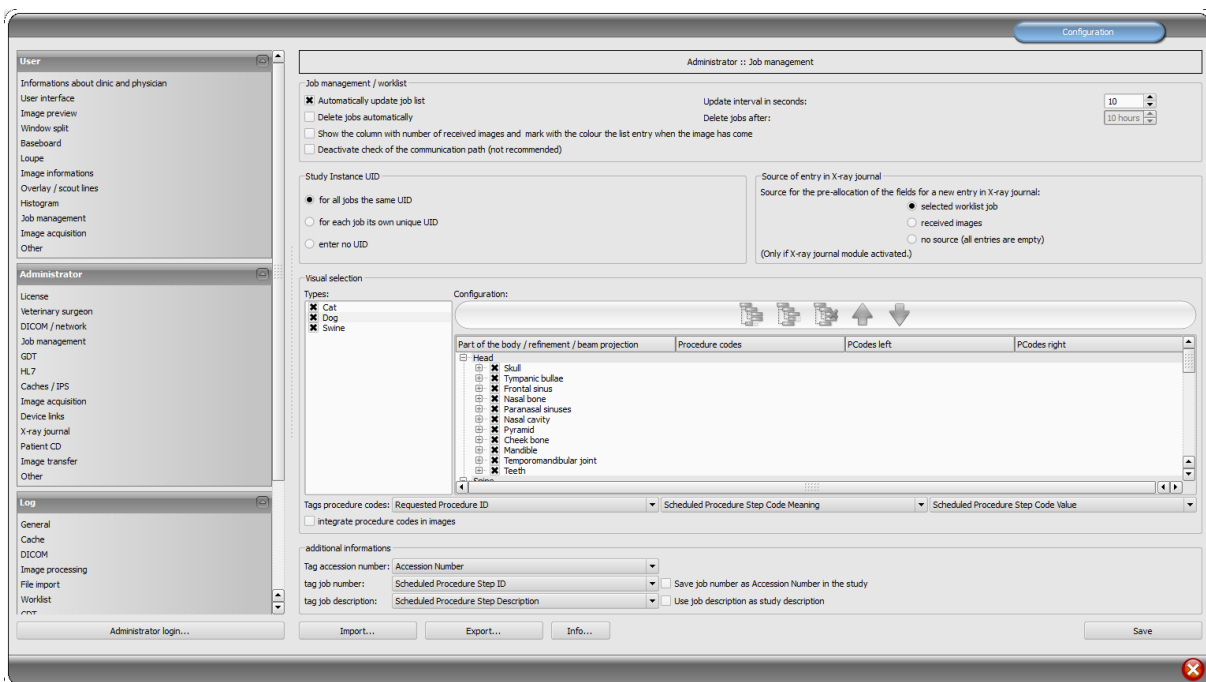 Configuration
User
Informations about clinic and physician
User interface
Image preview
Window split
Baseboard
Loupe
Image informations
Overlay / scout lines
Histogram
Job management
Image acquisition
Other
Administrator
License
Veterinary surgeon
DICOM / network
Job management
GDT
HL7
Caches / IPS
Image acquisition
Device links
X-ray journal
Patient CD
Image transfer
Other
Log
General
Cache
DICOM
Image processing
File import
Worklist
GDT
Administrator login...
Administrator :: Job management
Job management / worklist
Automatically update job list
Update interval in seconds:
10
Delete jobs automatically
Delete jobs after:
10 hours
Show the column with number of received images and mark with the colour the list entry when the image has come
Deactivate check of the communication path (not recommended)
Study Instance UID
for all jobs the same UID
for each job its own unique UID
enter no UID
Source of entry in X-ray journal
Source for the pre-allocation of the fields for a new entry in X-ray journal:
selected worklist job
received images
no source (all entries are empty)
(Only if X-ray journal module activated.)
Visual selection
Types:
Cat
Dog
Swine
Configuration:
Part of the body / refinement / beam projection Procedure codes PCodes left PCodes right
Head
Skull
Tympanic bullae
Frontal sinus
Nasal bone
Paranasal sinuses
Nasal cavity
Pyramid
Cheek bone
Mandible
Temporomandibular joint
Teeth
Spine
Tags procedure codes: Requested Procedure ID Scheduled Procedure Step Code Meaning Scheduled Procedure Step Code Value
integrate procedure codes in images
additional informations
Tag accession number: Accession Number
tag job number: Scheduled Procedure Step ID Save job number as Accession Number in the study
tag job description: Scheduled Procedure Step Description Use job description as study description
Import... Export... Info... Save